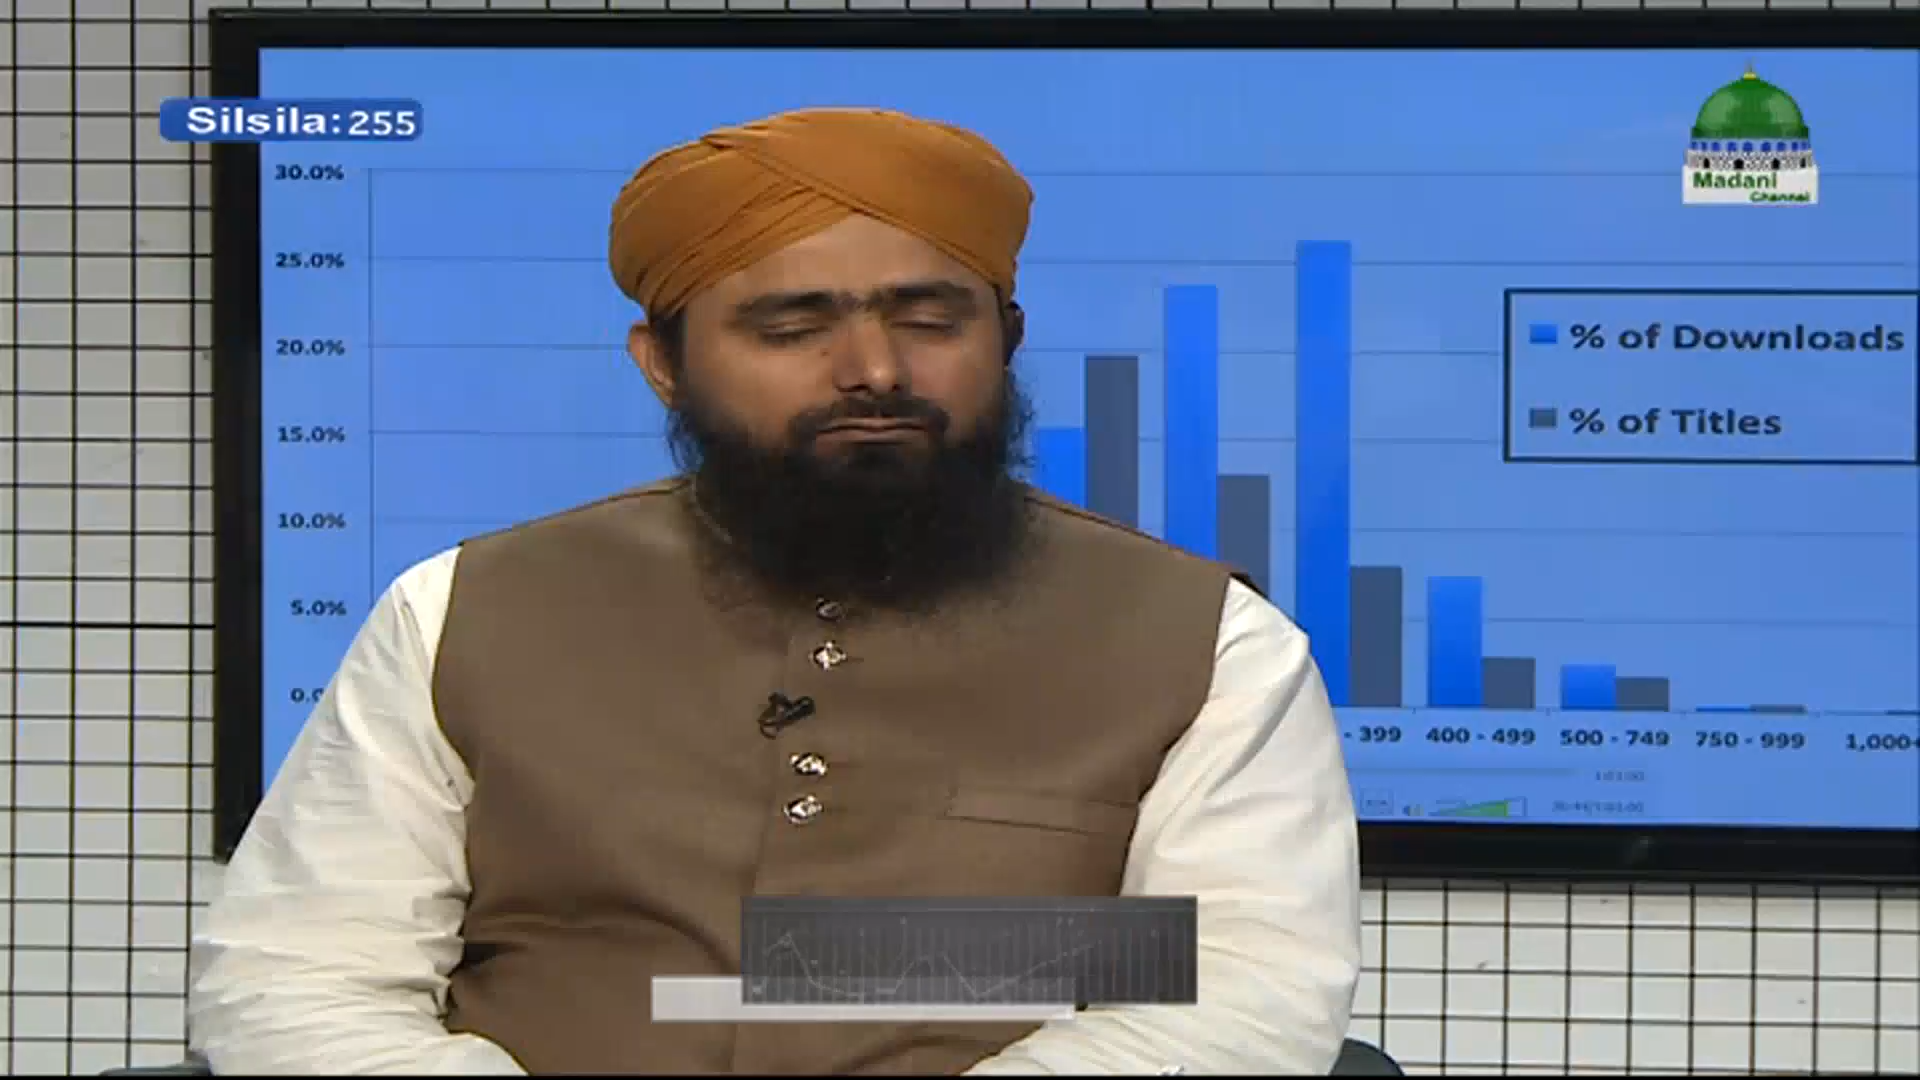 Silsila: 255
Madani
Channel
30.0%
25.0%
20.0%
15.0%
10.0%
5.0%
% of Downloads
% of Titles
- 399
400 - 499
500 - 749
750 - 999
1,000+